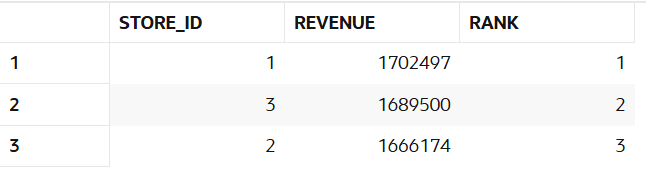 STORE_ID REVENUE RANK
1 1 1702497 1
2 3 1689500 2
3 2 1666174 3